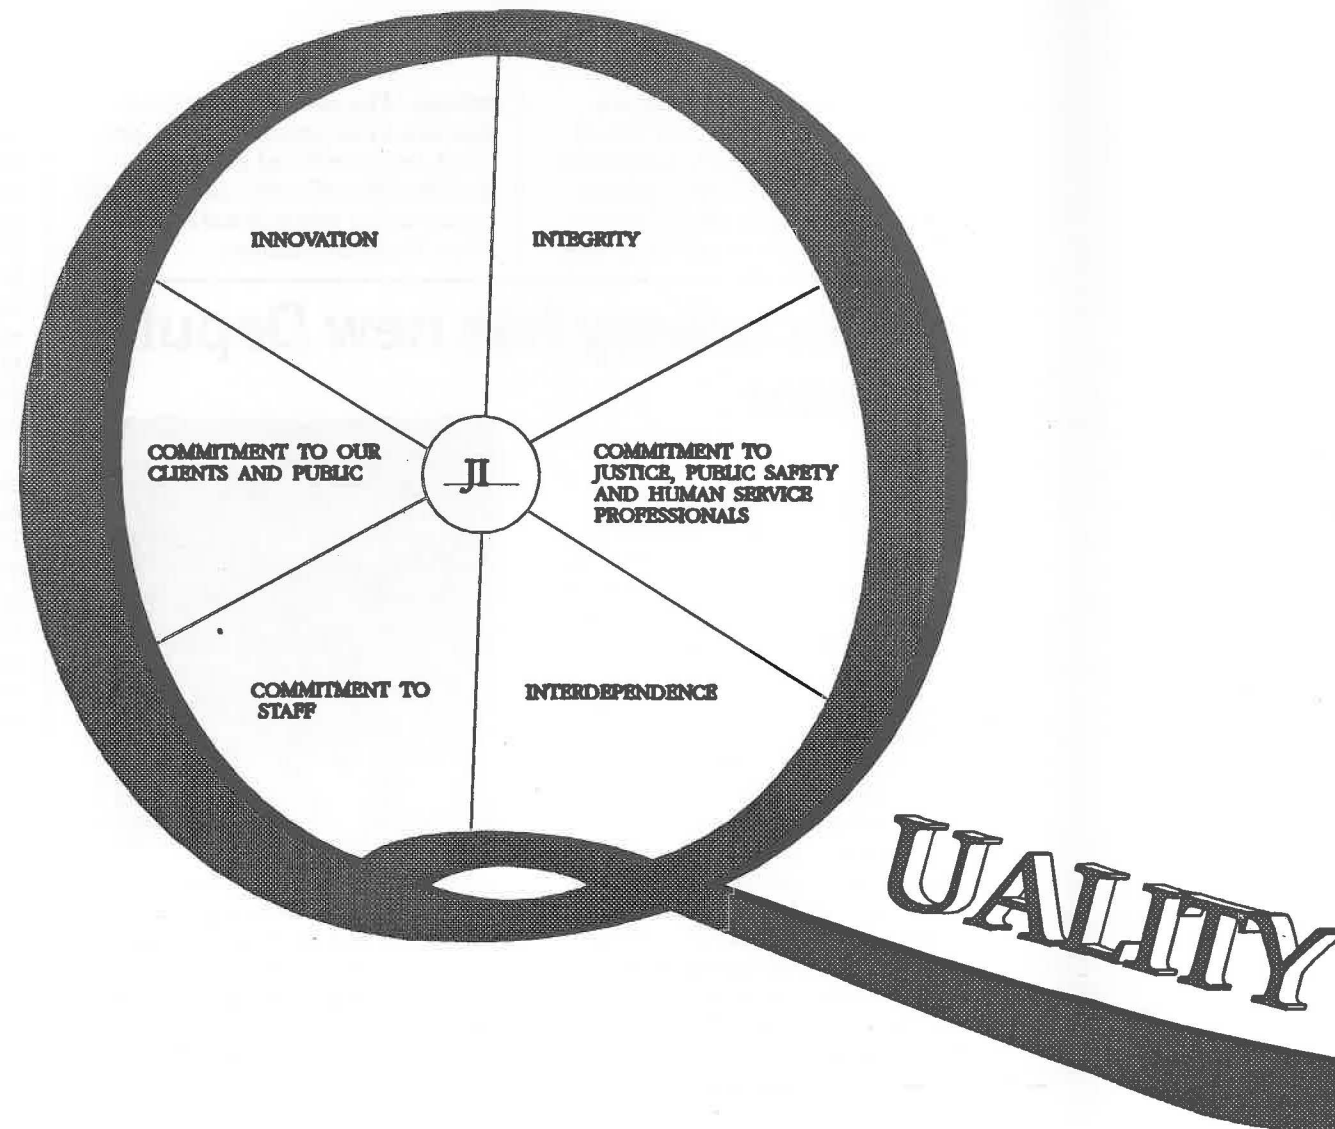 INNOVATION
INTEGRITY
COMMITMENT TO OUR
CLIENTS AND PUBLIC
JI
COMMITMENT TO
JUSTICE, PUBLIC SAFETY
AND HUMAN SERVICE
PROFESSIONALS
COMMITMENT TO
STAFF
INTERDEPENDENCE
QUALITY